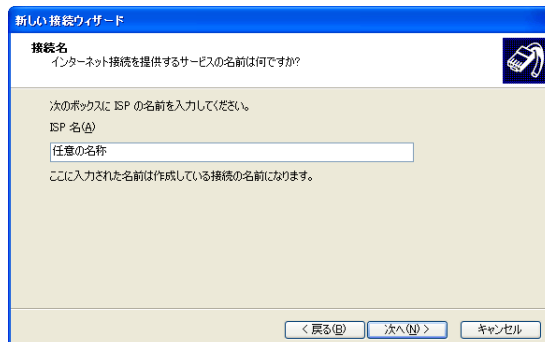 新しい接続ウィザード
接続名
インターネット接続を提供するサービスの名前は何ですか?
次のボックスに ISP の名前を入力してください。
ISP 名(A)
任意の名称
ここに入力された名前は作成している接続の名前になります。
< 戻る(B)
次へ(N) >
キャンセル